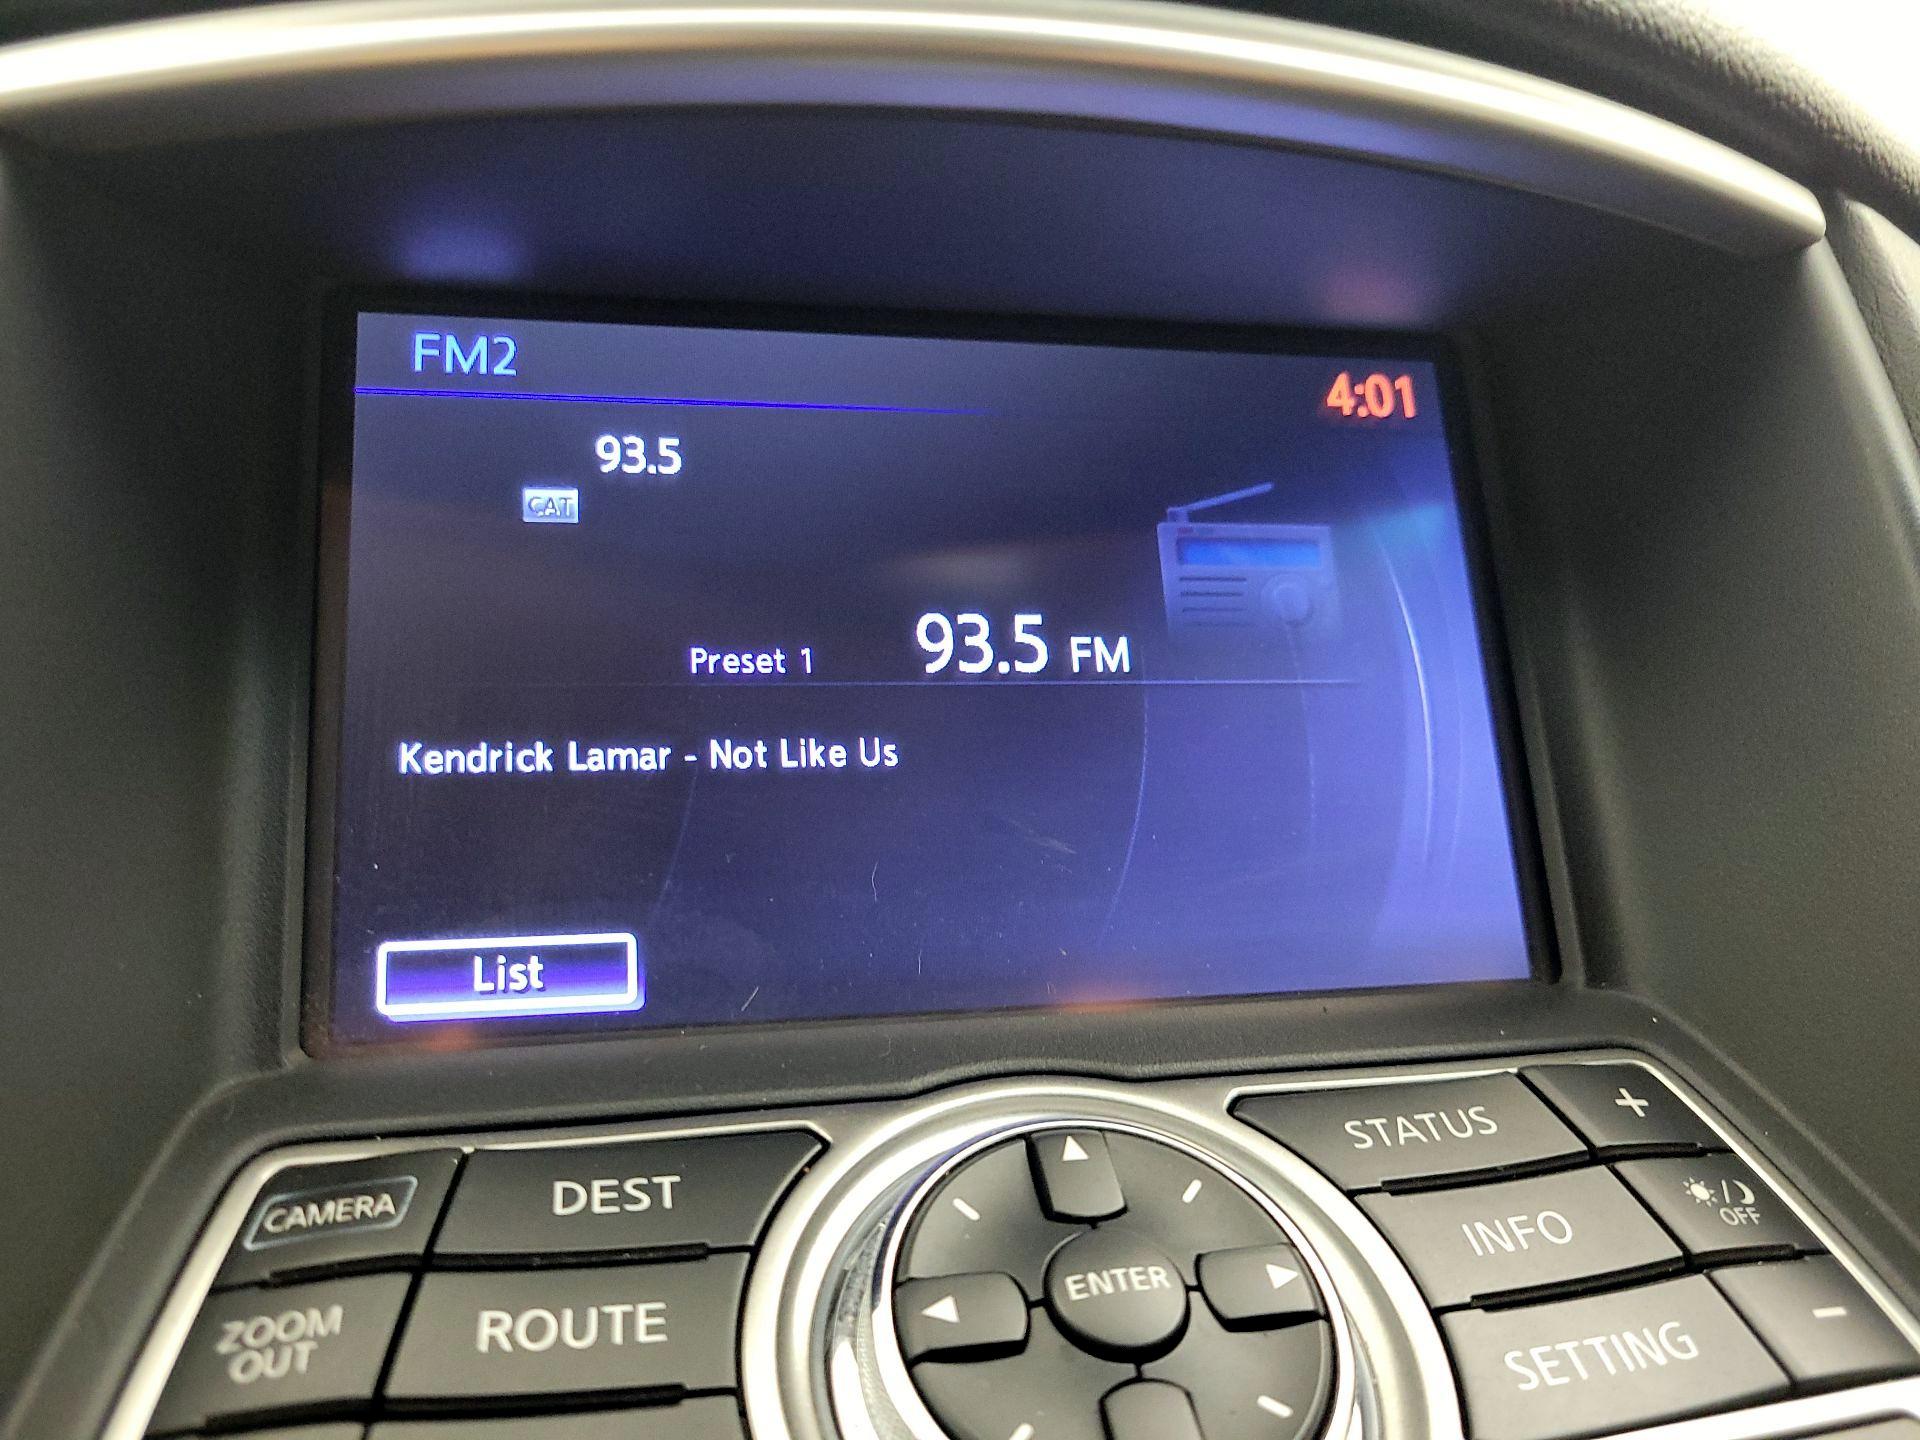 FM2
4:01
93.5
CAT
Preset 1 93.5 FM
Kendrick Lamar - Not Like Us
List
CAMERA
DEST
ZOOM
OUT
ROUTE
ENTER
STATUS
+
INFO
/ OFF
SETTING
-